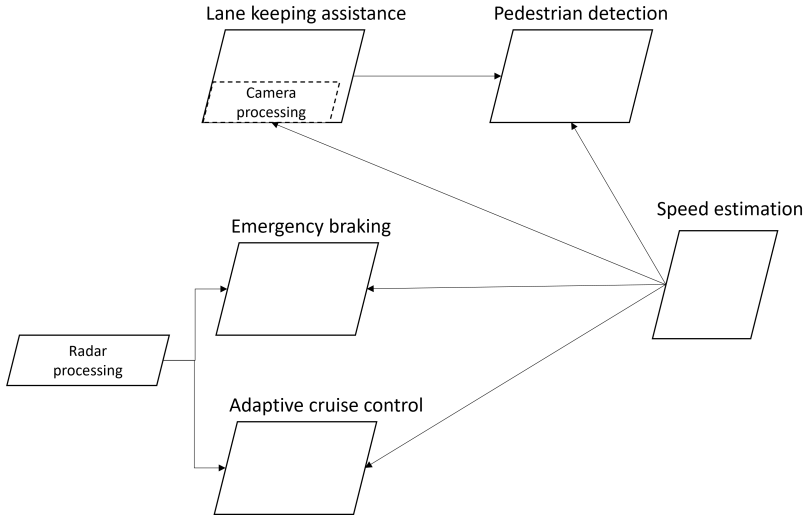 Lane keeping assistance
Pedestrian detection
Camera
processing
Speed estimation
Emergency braking
Radar
processing
Adaptive cruise control